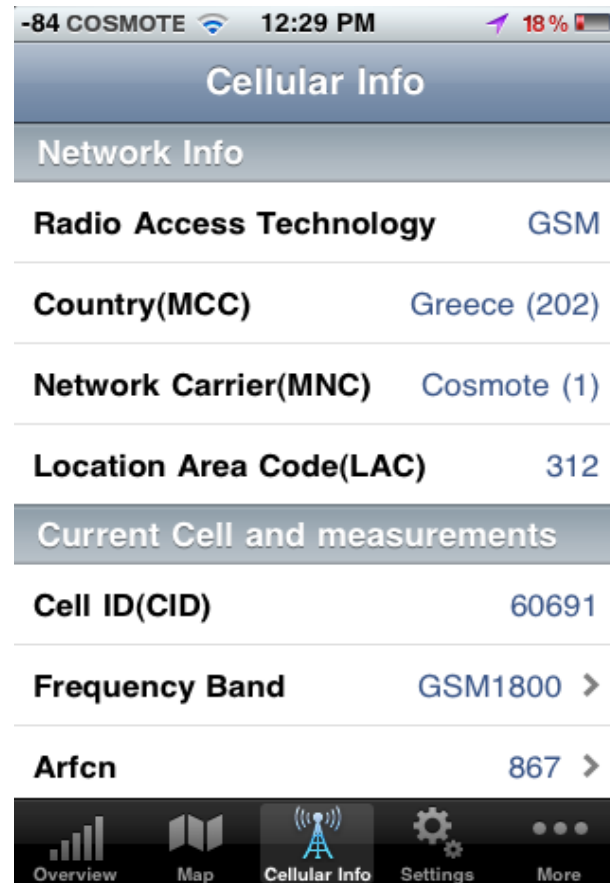 -84 COSMOTE 12:29 PM 18%
Cellular Info
Network Info
Radio Access Technology GSM
Country(MCC) Greece (202)
Network Carrier(MNC) Cosmote (1)
Location Area Code(LAC) 312
Current Cell and measurements
Cell ID(CID) 60691
Frequency Band GSM1800 >
Arfcn 867 >
Overview Map Cellular Info Settings More